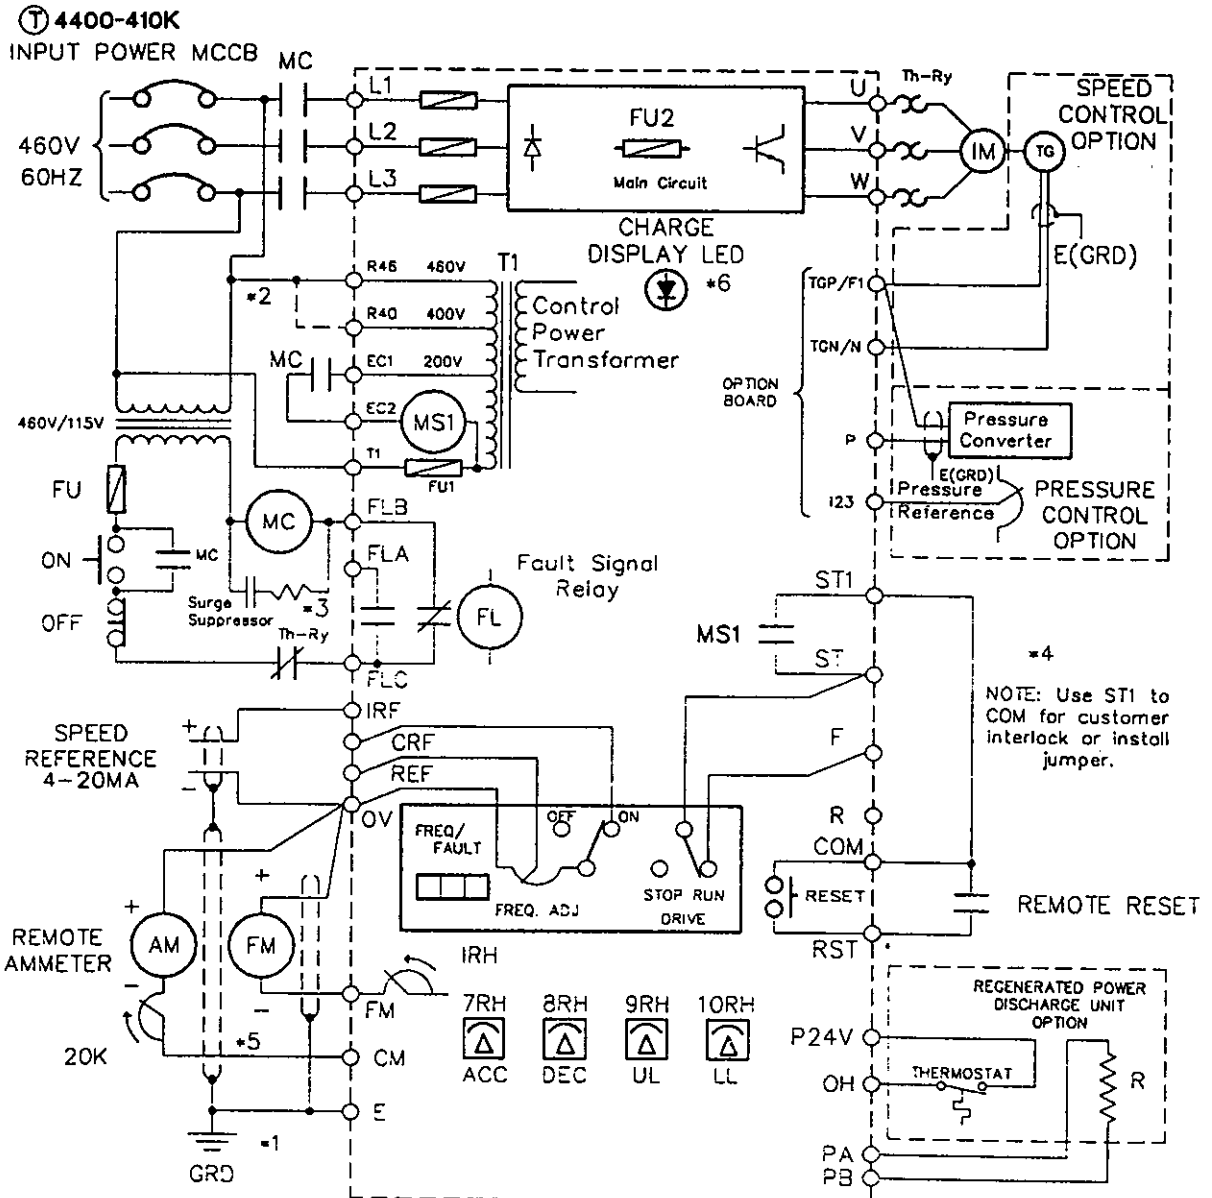 T 4400-410K
INPUT POWER MCCB
MC
460V
60HZ
L1
L2
L3
FU2
Main Circuit
U
V
W
Th-Ry
IM
TG
SPEED
CONTROL
OPTION
E(GRD)
CHARGE
DISPLAY LED
*6
R46 460V
T1
*2
R40 400V
Control
Power
Transformer
MC
EC1 200V
EC2
MS1
T1
FU1
460V/115V
TGP/F1
TGN/N
OPTION
BOARD
P
I23
Pressure
Converter
E(GRD)
Pressure
Reference
PRESSURE
CONTROL
OPTION
FU
MC
FLB
FLA
ON
MC
OFF
Surge
Suppressor
*3
Th-Ry
FLC
Fault Signal
Relay
FL
ST1
MS1
ST
*4
NOTE: Use ST1 to
COM for customer
interlock or install
jumper.
F
R
COM
RESET
RST
REMOTE RESET
SPEED
REFERENCE
4-20MA
+
-
IRF
CRF
REF
OV
FREQ/
FAULT
OFF
ON
FREQ. ADJ
STOP RUN
DRIVE
+
+
REMOTE
AMMETER
AM
FM
-
-
FM
IRH
20K
*5
CM
7RH
8RH
9RH
10RH
ACC
DEC
UL
LL
E
*1
GRD
REGENERATED POWER
DISCHARGE UNIT
OPTION
P24V
OH
THERMOSTAT
R
PA
PB